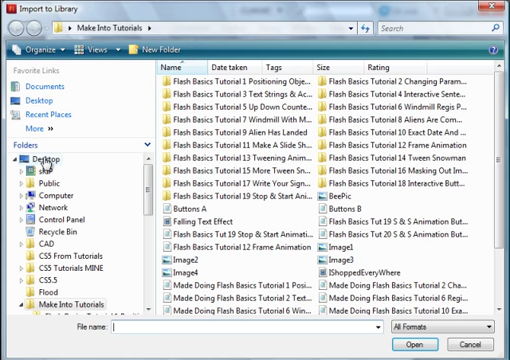 Import to Library
Make Into Tutorials
Search
Organize Views New Folder
Favorite Links
Documents
Desktop
Recent Places
More
Folders
Desktop
Public
Computer
Network
Control Panel
Recycle Bin
CAD
CS5 From Tutorials
CS5 Tutorials MINE
CS5.5
Flood
Make Into Tutorials
Name Date taken Tags Size Rating
Flash Basics Tutorial 1 Positioning Obje... Flash Basics Tutorial 2 Changing Param...
Flash Basics Tutorial 3 Text Strings & Ac... Flash Basics Tutorial 4 Interactive Sente...
Flash Basics Tutorial 5 Up Down Counte... Flash Basics Tutorial 6 Windmill Regis P...
Flash Basics Tutorial 7 Windmill With M... Flash Basics Tutorial 8 Aliens Are Com...
Flash Basics Tutorial 9 Alien Has Landed Flash Basics Tutorial 10 Exact Date And ...
Flash Basics Tutorial 11 Make A Slide Sh... Flash Basics Tutorial 12 Frame Animation
Flash Basics Tutorial 13 Tweening Anim... Flash Basics Tutorial 14 Tween Snowman
Flash Basics Tutorial 15 More Tween Sn... Flash Basics Tutorial 16 Masking Out Im...
Flash Basics Tutorial 17 Write Your Sign... Flash Basics Tutorial 18 Interactive Butt...
Flash Basics Tutorial 19 Stop & Start Ani... BeePic
Buttons A Buttons B
Falling Text Effect Flash Basics Tut 19 S & S Animation But...
Flash Basics Tut 19 Stop & Start Animati... Flash Basics Tut 20 S & S Animation But...
Flash Basics Tutorial 12 Frame Animation Image1
Image2 Image3
Image4 IShoppedEveryWhere
Made Doing Flash Basics Tutorial 1 Posi... Made Doing Flash Basics Tutorial 2 Cha...
Made Doing Flash Basics Tutorial 2 Text... Made Doing Flash Basics Tutorial 6 Regi...
Made Doing Flash Basics Tutorial 7 Win... Made Doing Flash Basics Tutorial 8 Ani...
File name: All Formats
Open Cancel